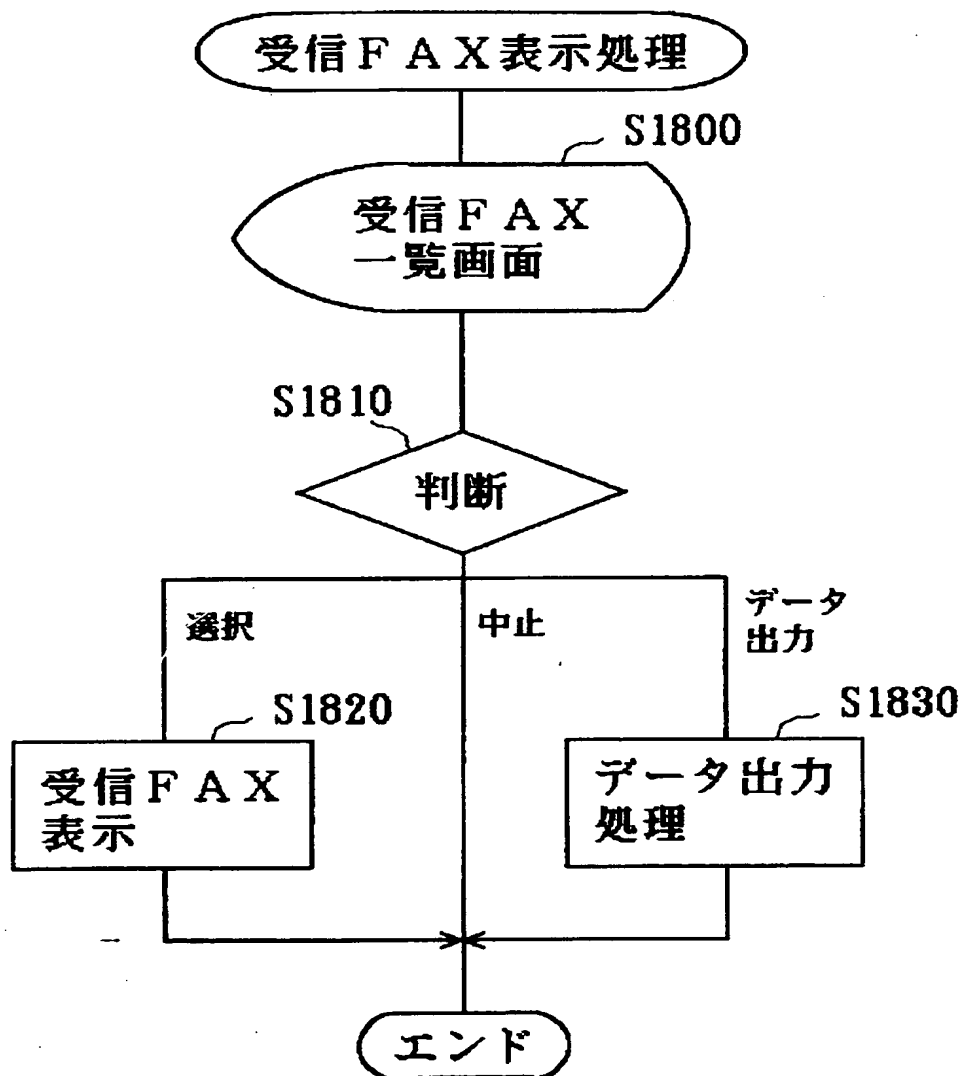 受信ＦＡＸ表示処理
S1800
受信ＦＡＸ
一覧画面
S1810
判断
選択
中止
データ
出力
S1820
S1830
受信ＦＡＸ
表示
データ出力
処理
エンド